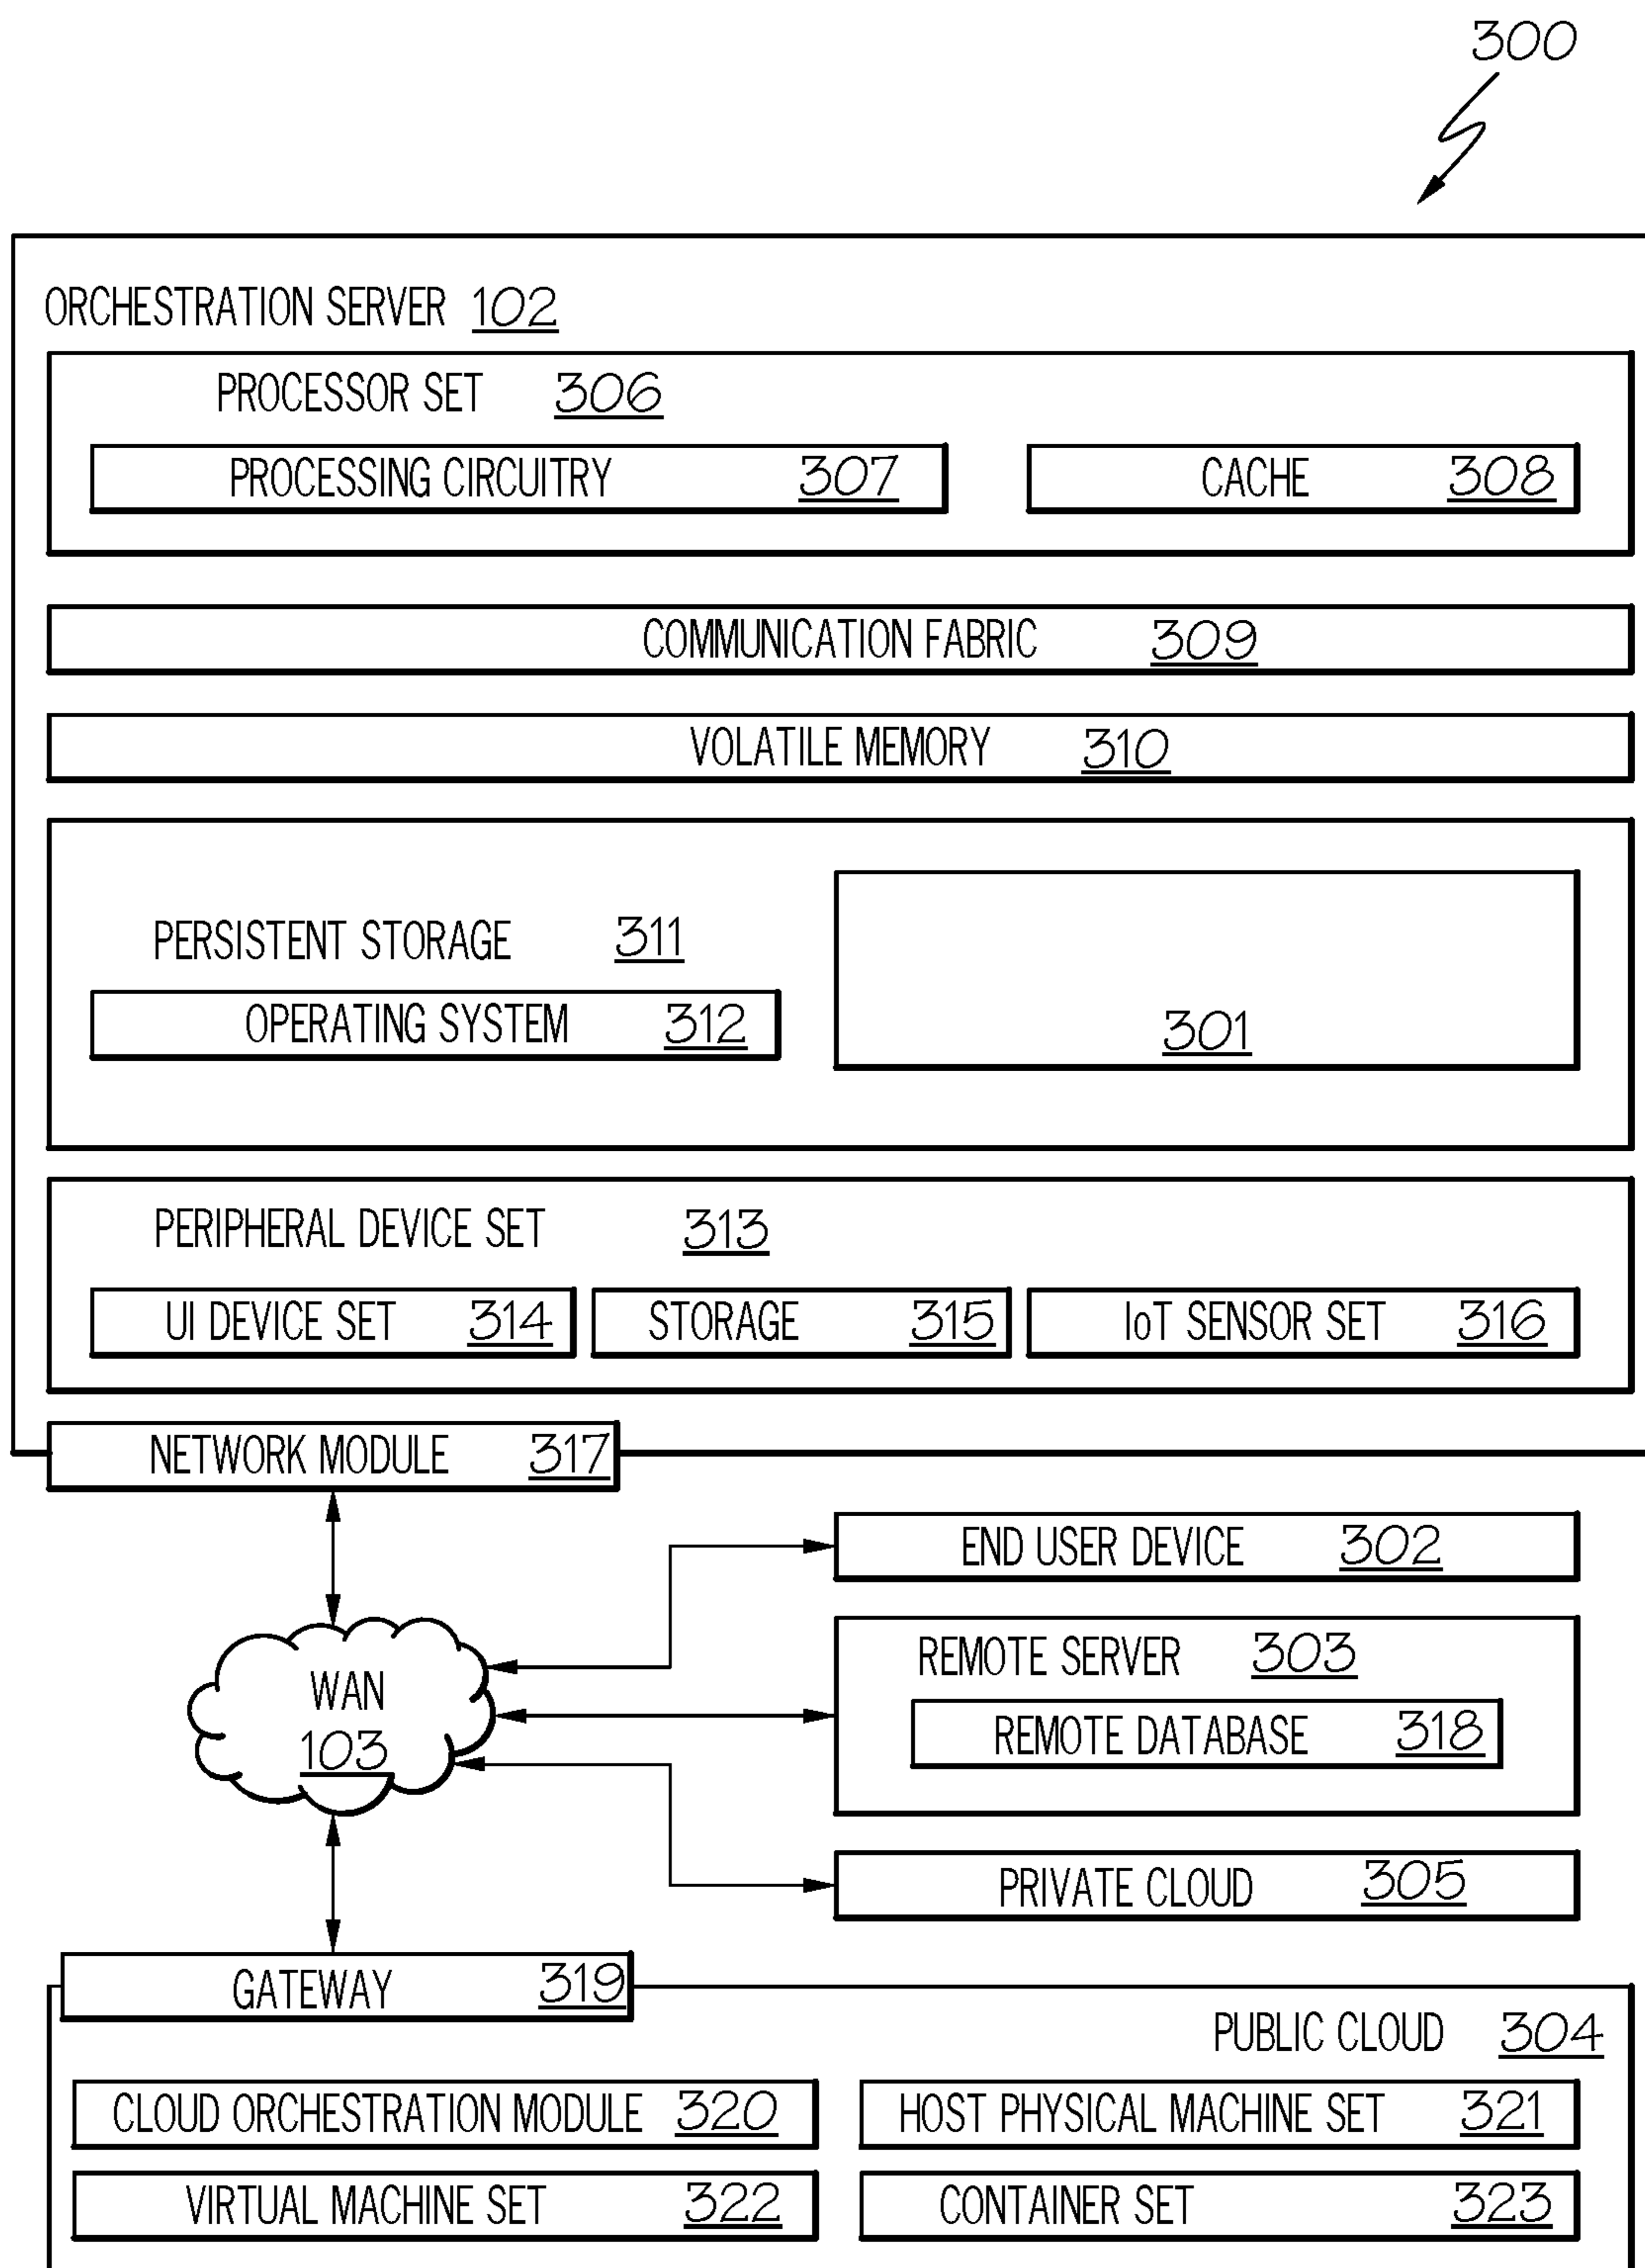 300
ORCHESTRATION SERVER 102
PROCESSOR SET 306
PROCESSING CIRCUITRY 307
CACHE 308
COMMUNICATION FABRIC 309
VOLATILE MEMORY 310
PERSISTENT STORAGE 311
OPERATING SYSTEM 312
301
PERIPHERAL DEVICE SET 313
UI DEVICE SET 314
STORAGE 315
IoT SENSOR SET 316
NETWORK MODULE 317
END USER DEVICE 302
WAN
103
REMOTE SERVER 303
REMOTE DATABASE 318
PRIVATE CLOUD 305
GATEWAY 319
PUBLIC CLOUD 304
CLOUD ORCHESTRATION MODULE 320
HOST PHYSICAL MACHINE SET 321
VIRTUAL MACHINE SET 322
CONTAINER SET 323